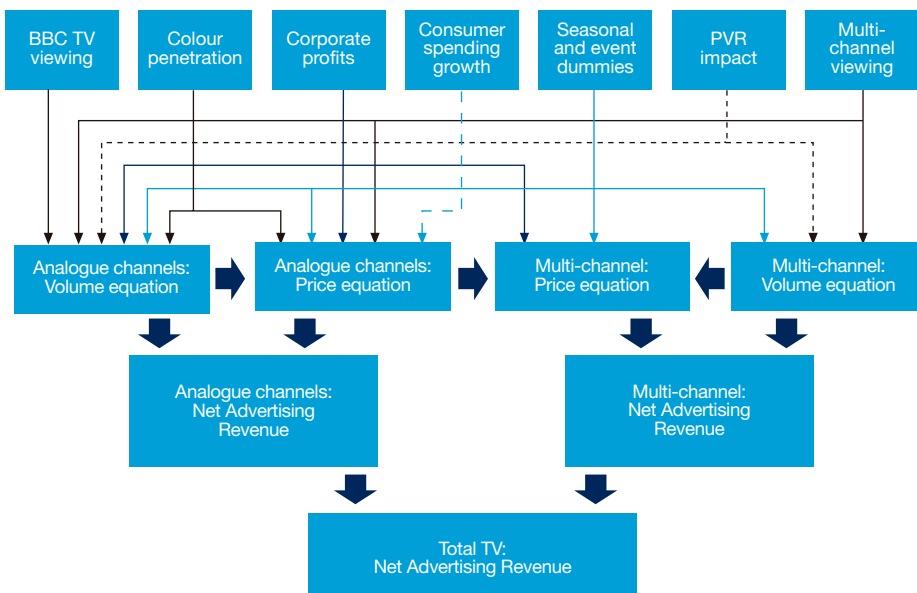 BBC TV
viewing
Colour
penetration
Corporate
profits
Consumer
spending
growth
Seasonal
and event
dummies
PVR
impact
Multi-
channel
viewing
Analogue channels:
Volume equation
Analogue channels:
Price equation
Multi-channel:
Price equation
Multi-channel:
Volume equation
Analogue channels:
Net Advertising
Revenue
Multi-channel:
Net Advertising
Revenue
Total TV:
Net Advertising Revenue